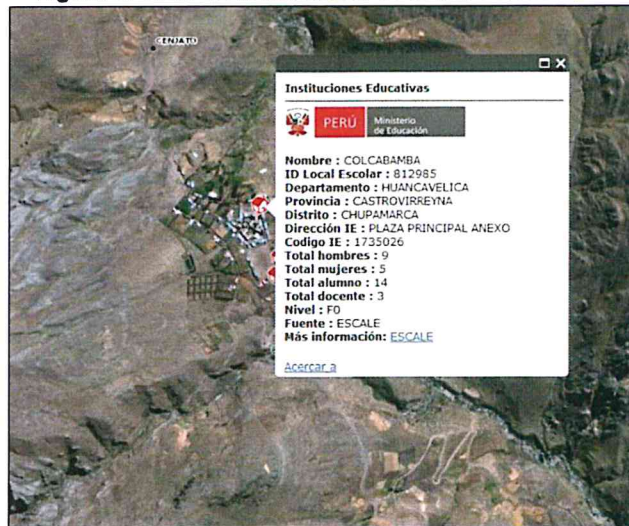 CENJATO
Instituciones Educativas
PERÚ
Ministerio
de Educación
Nombre : COLCABAMBA
ID Local Escolar : 812985
Departamento : HUANCAVELICA
Provincia : CASTROVIRREYNA
Distrito : CHUPAMARCA
Dirección IE : PLAZA PRINCIPAL ANEXO
Codigo IE : 1735026
Total hombres : 9
Total mujeres : 5
Total alumno : 14
Total docente : 3
Nivel : F0
Fuente : ESCALE
Más información: ESCALE
Acercar a